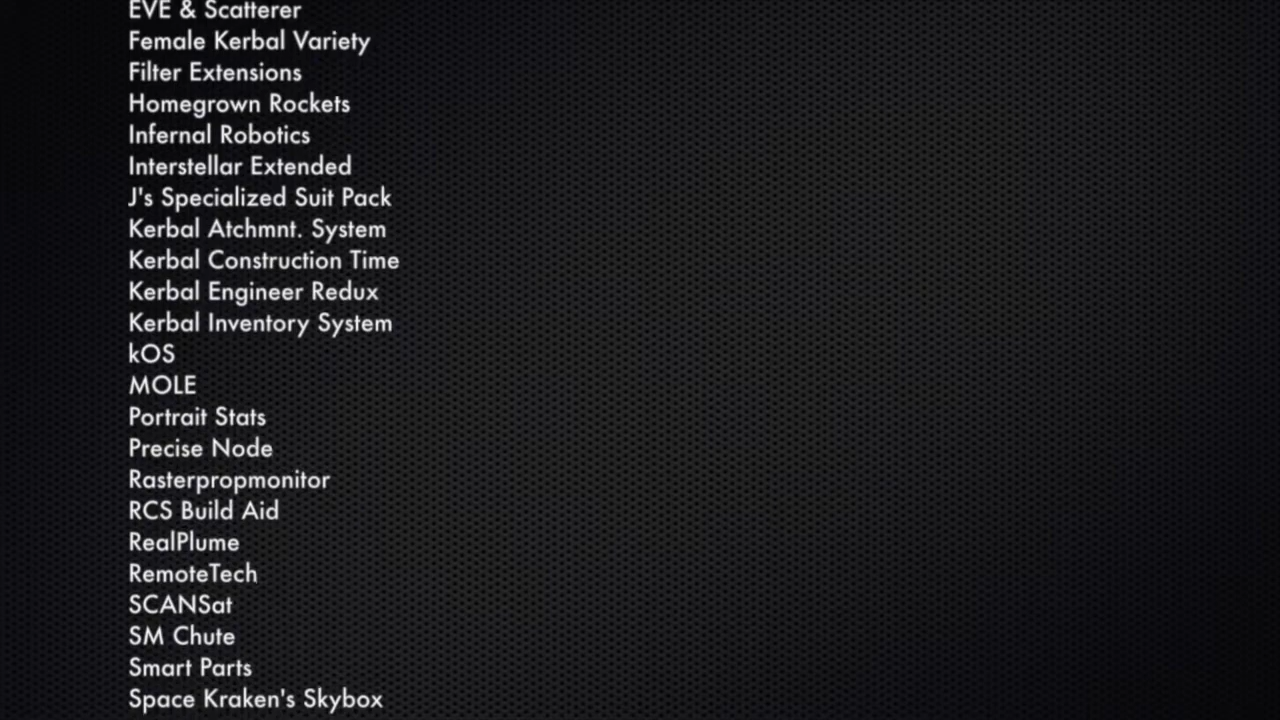 EVE & Scatterer
Female Kerbal Variety
Filter Extensions
Homegrown Rockets
Infernal Robotics
Interstellar Extended
J's Specialized Suit Pack
Kerbal Atchmnt. System
Kerbal Construction Time
Kerbal Engineer Redux
Kerbal Inventory System
kOS
MOLE
Portrait Stats
Precise Node
Rasterpropmonitor
RCS Build Aid
RealPlume
RemoteTech
SCANSat
SM Chute
Smart Parts
Space Kraken's Skybox